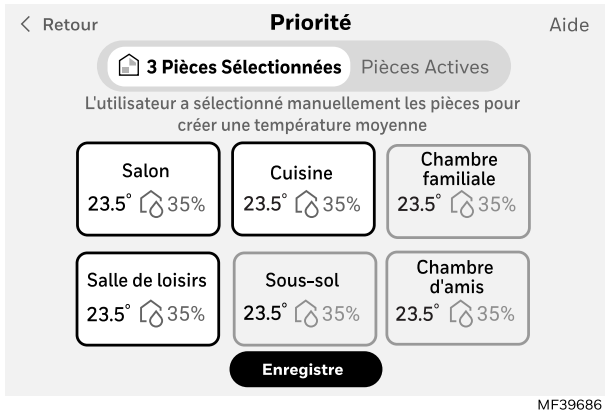 Retour
Priorité
Aide
3 Pièces Sélectionnées
Pièces Actives
L'utilisateur a sélectionné manuellement les pièces pour
créer une température moyenne
Salon
23.5° 35%
Cuisine
23.5° 35%
Chambre
familiale
23.5° 35%
Salle de loisirs
23.5° 35%
Sous-sol
23.5° 35%
Chambre
d'amis
23.5° 35%
Enregistre
MF39686